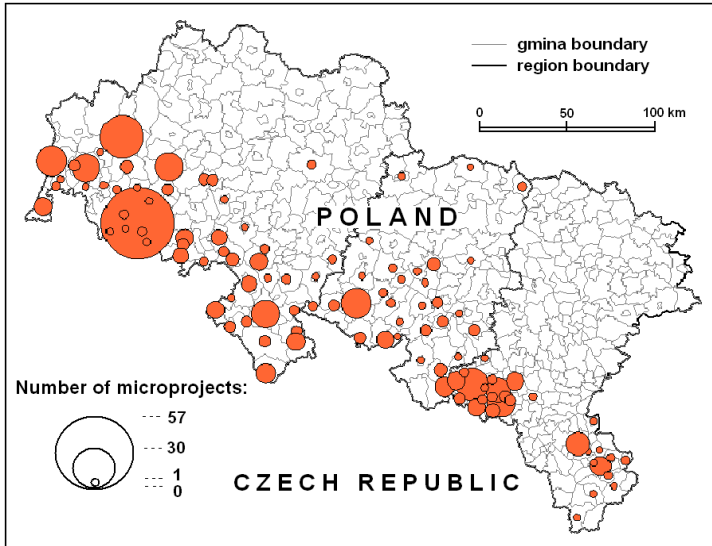 gmina boundary
region boundary
0 50 100 km
POLAND
Number of microprojects:
57
30
1
0
CZECH REPUBLIC